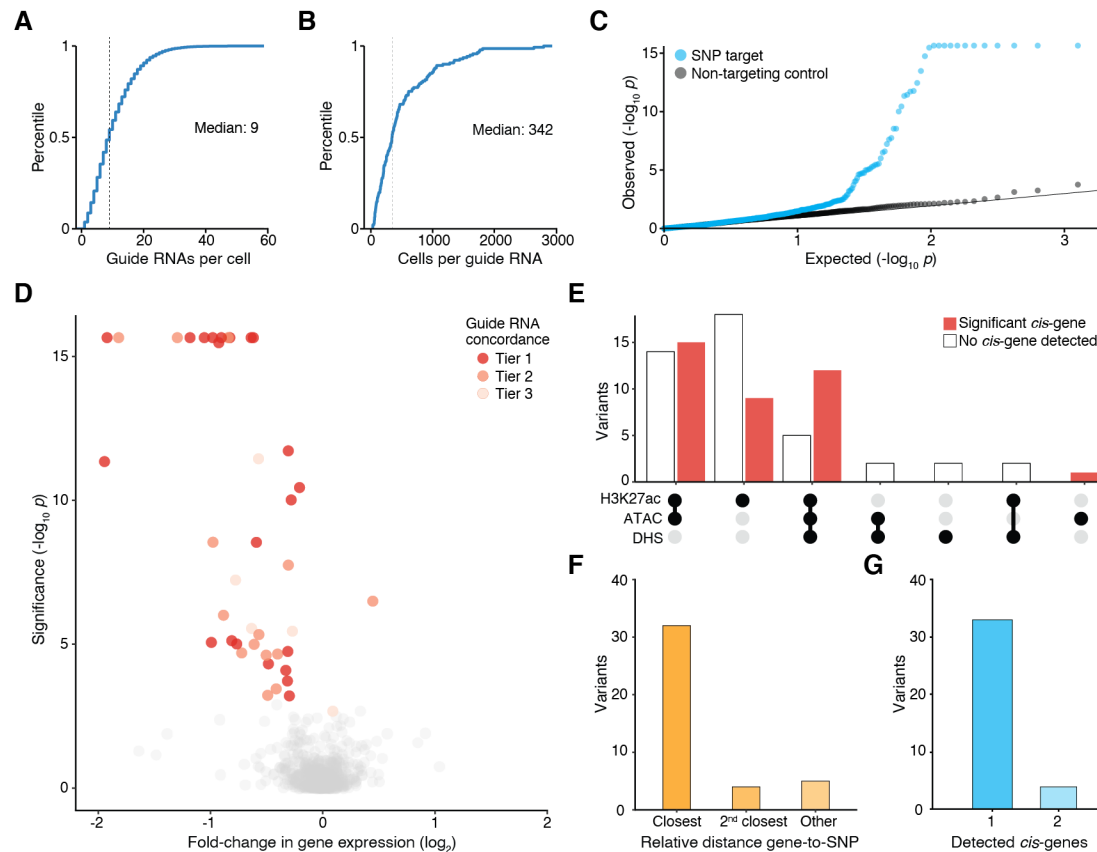 A
1
0.5
0
Percentile
Median: 9
0
20
40
60
Guide RNAs per cell
B
1
0.5
0
Percentile
Median: 342
0
1000
2000
3000
Cells per guide RNA
C
15
10
5
0
Observed (-log10 p)
SNP target
Non-targeting control
0
1
2
3
Expected (-log10 p)
D
15
10
5
0
Significance (-log10 p)
Guide RNA
concordance
Tier 1
Tier 2
Tier 3
-2
-1
0
1
2
Fold-change in gene expression (log2)
E
15
10
5
0
Variants
Significant cis-gene
No cis-gene detected
H3K27ac
ATAC
DHS
F
40
30
20
10
0
Variants
Closest
2nd closest
Other
Relative distance gene-to-SNP
G
40
30
20
10
0
Variants
1
2
Detected cis-genes